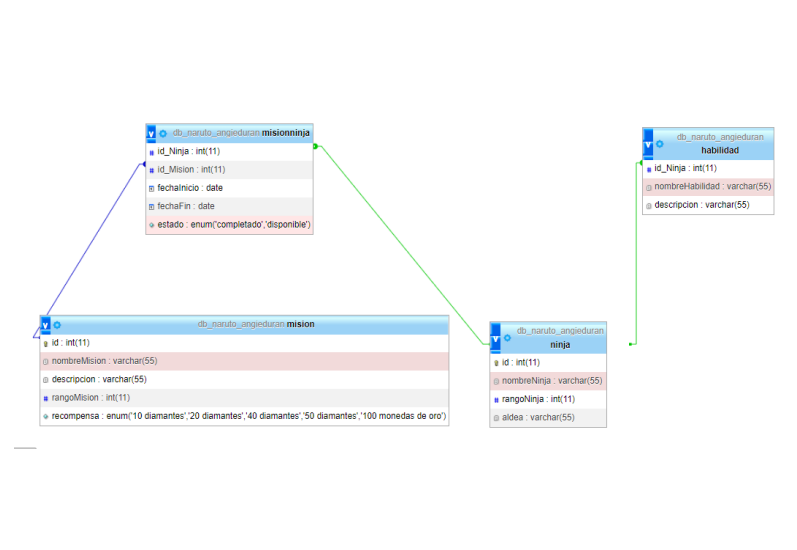 db_naruto_angieduran misionninja
id_Ninja : int(11)
id_Mision : int(11)
fechaInicio : date
fechaFin : date
estado : enum('completado','disponible')
db_naruto_angieduran
habilidad
id_Ninja : int(11)
nombreHabilidad : varchar(55)
descripcion : varchar(55)
db_naruto_angieduran mision
id : int(11)
nombreMision : varchar(55)
descripcion : varchar(55)
rangoMision : int(11)
recompensa : enum('10 diamantes','20 diamantes','40 diamantes','50 diamantes','100 monedas de oro')
db_naruto_angieduran
ninja
id : int(11)
nombreNinja : varchar(55)
rangoNinja : int(11)
aldea : varchar(55)